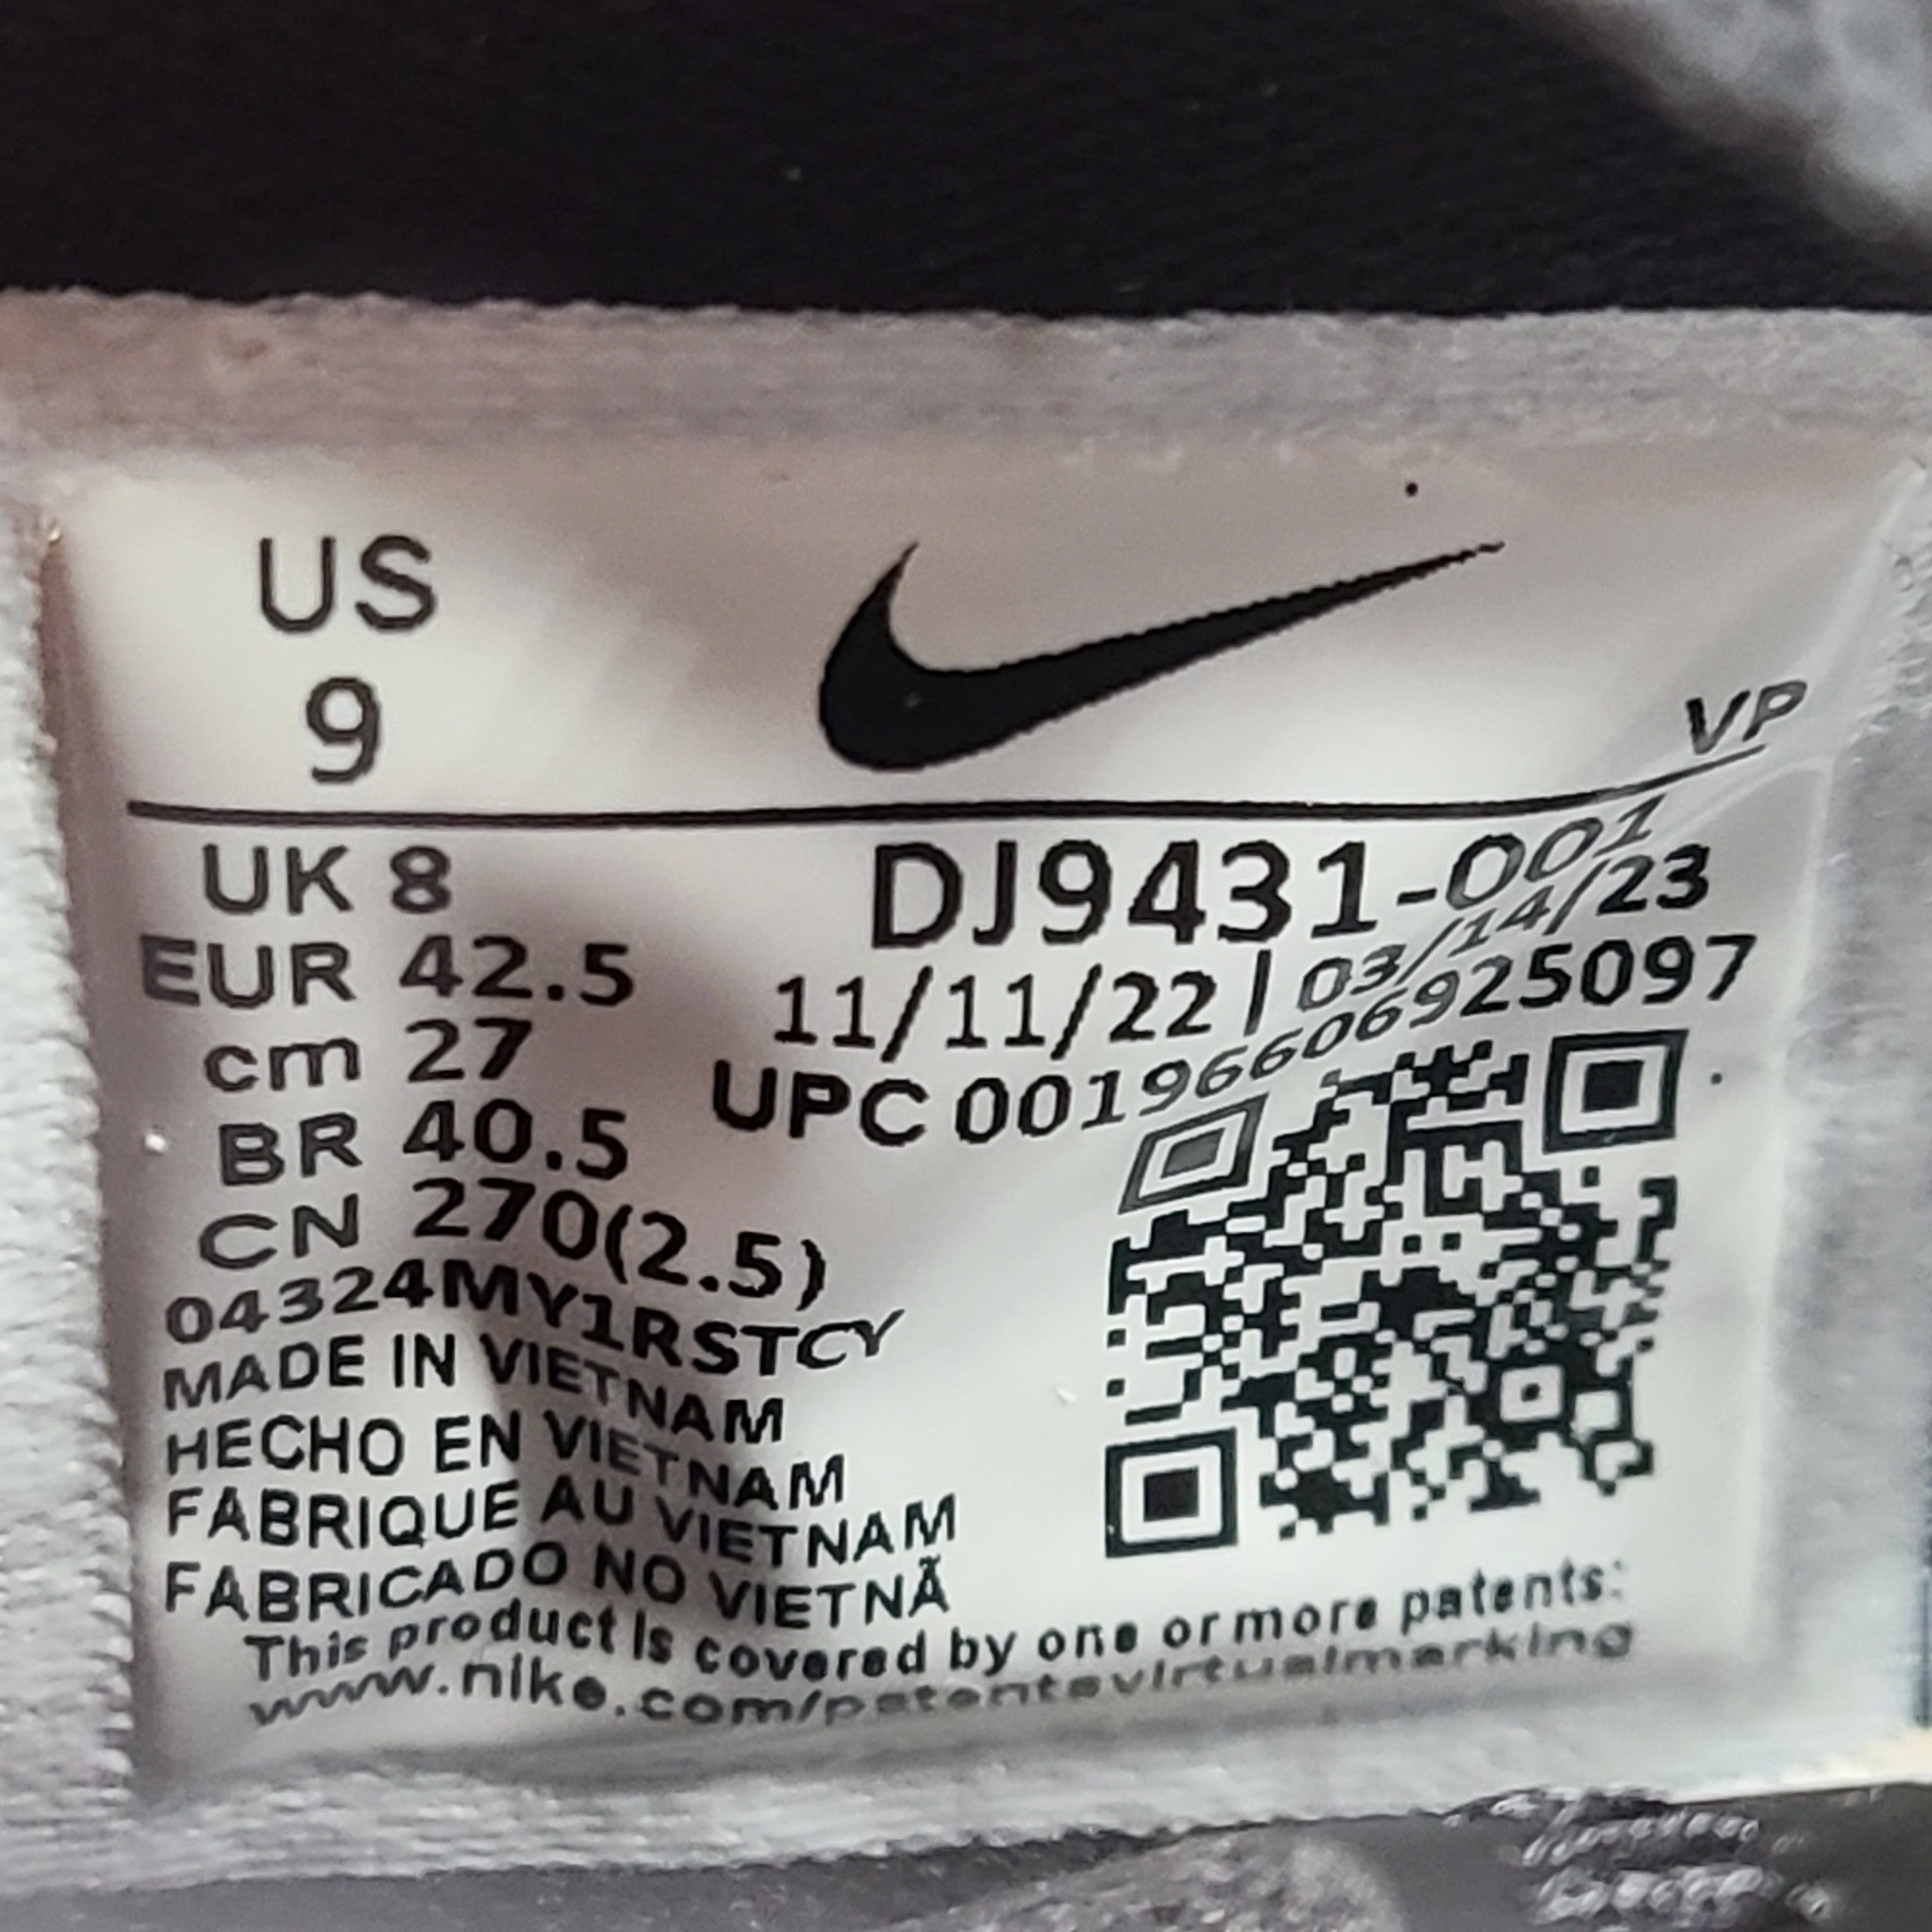 US
9
VP
UK 8
EUR 42.5
cm 27
BR 40.5
CN 270(2.5)
DJ9431-001
11/11/22 | 03/14/23
UPC 00196606925097
04324MY1RSTCY
MADE IN VIETNAM
HECHO EN VIETNAM
FABRIQUE AU VIETNAM
FABRICADO NO VIETNÃ
This product is covered by one or more patents:
www.nike.com/patentsvirtualmarking